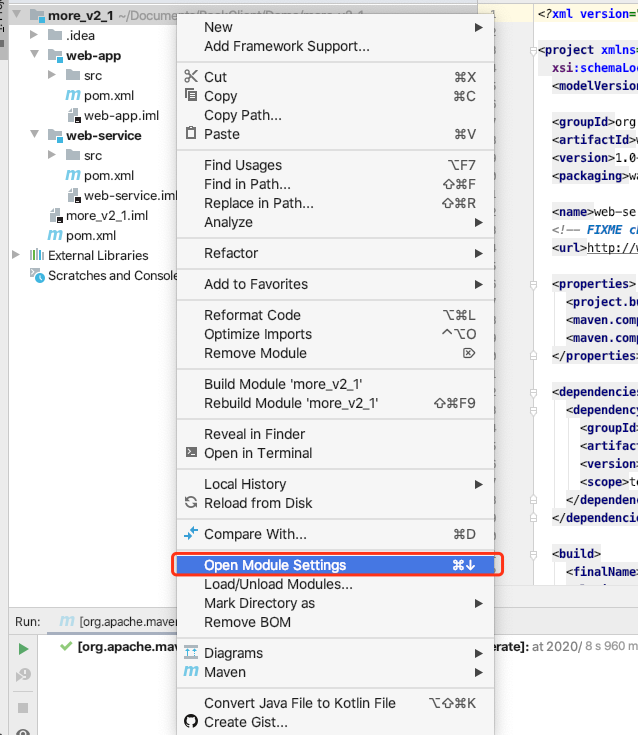 more_v2_1
.idea
web-app
src
pom.xml
web-app.iml
web-service
src
pom.xml
web-service.iml
more_v2_1.iml
pom.xml
External Libraries
Scratches and Console
New
Add Framework Support...
Cut ⌘X
Copy ⌘C
Copy Path...
Paste ⌘V
Find Usages ⌥F7
Find in Path... ⇧⌘F
Replace in Path... ⇧⌘R
Analyze
Refactor
Add to Favorites
Reformat Code ⌥⌘L
Optimize Imports ^⌥O
Remove Module ⌦
Build Module 'more_v2_1'
Rebuild Module 'more_v2_1' ⇧⌘F9
Reveal in Finder
Open in Terminal
Local History
Reload from Disk
Compare With... ⌘D
Open Module Settings ⌘↓
Load/Unload Modules...
Mark Directory as
Remove BOM
Diagrams
Maven
Convert Java File to Kotlin File ⌥⇧⌘K
Create Gist...
<?xml version=
<project xmlns=
xsi:schemaLo
<modelVersion
<groupId>org
<artifactId>w
<version>1.0-
<packaging>wa
<name>web-se
<!-- FIXME c
<url>http://w
<properties>
<project.bu
<maven.comp
<maven.comp
</properties>
<dependencies
<dependency
<groupId>
<artifact
<version>
<scope>te
</dependenc
</dependencie
<build>
<finalName>
Run:
[org.apache.maven
[org.apache.mav
erate]: at 2020/ 8 s 960 m